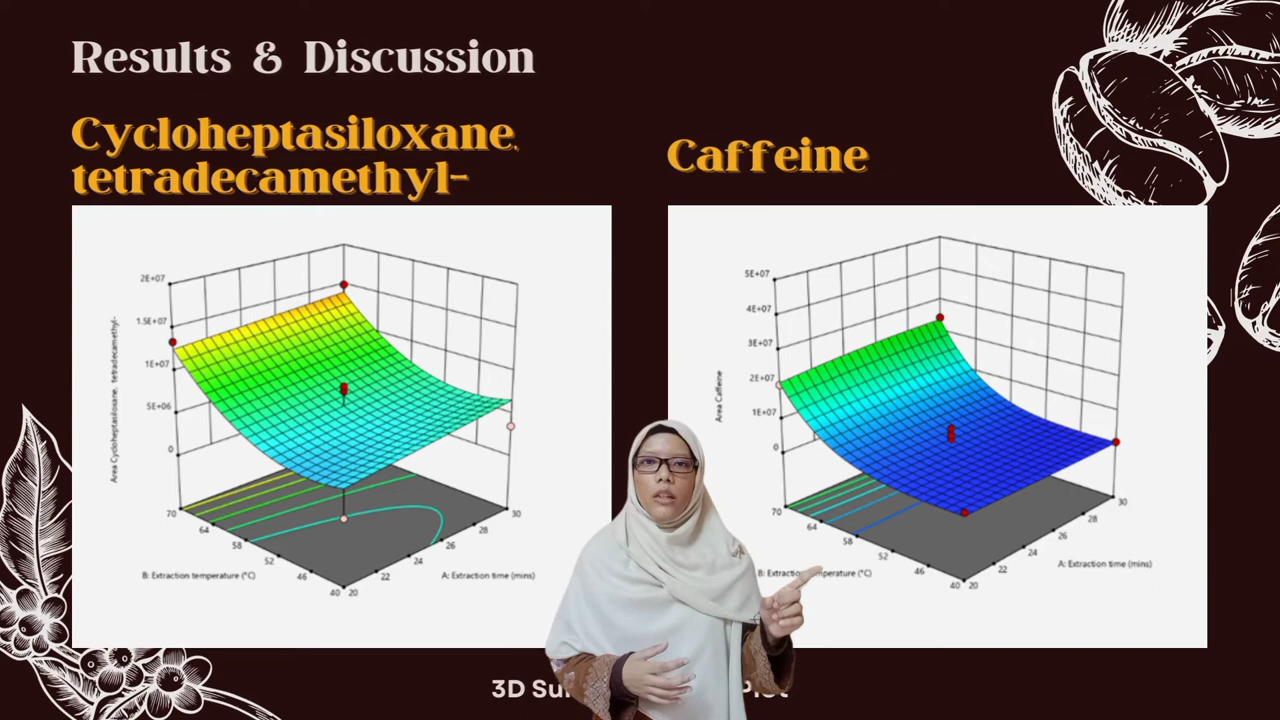 Results & Discussion
Cycloheptasiloxane,
tetradecamethyl-
Caffeine
2E+07
1.5E+07
1E+07
5E+06
0
Area Cycloheptasiloxane, tetradecamethyl-
70
64
58
52
46
40
20
22
24
26
28
30
B: Extraction temperature (°C)
A: Extraction time (mins)
5E+07
4E+07
3E+07
2E+07
1E+07
0
Area Caffeine
70
64
58
52
46
40
20
22
24
26
28
30
B: Extraction temperature (°C)
A: Extraction time (mins)
3D